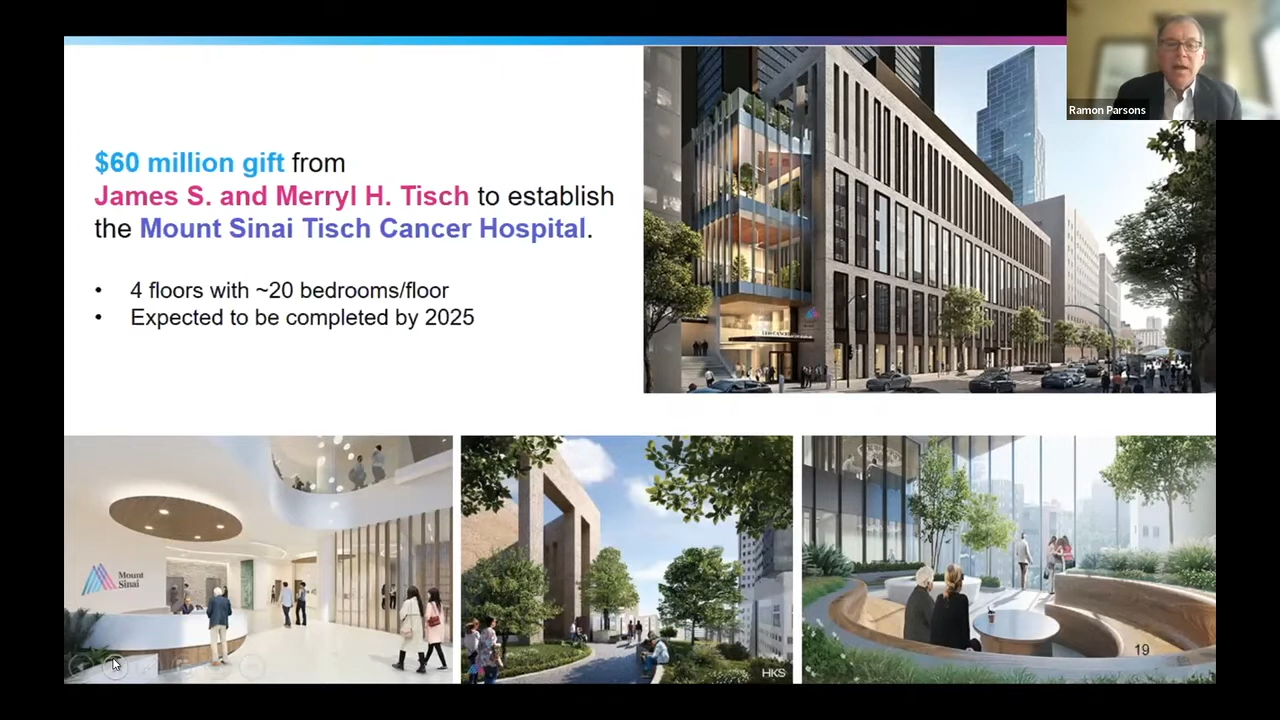 $60 million gift from
James S. and Merryl H. Tisch to establish
the Mount Sinai Tisch Cancer Hospital.
• 4 floors with ~20 bedrooms/floor
• Expected to be completed by 2025
Ramon Parsons
Mount
Sinai
HKS
19